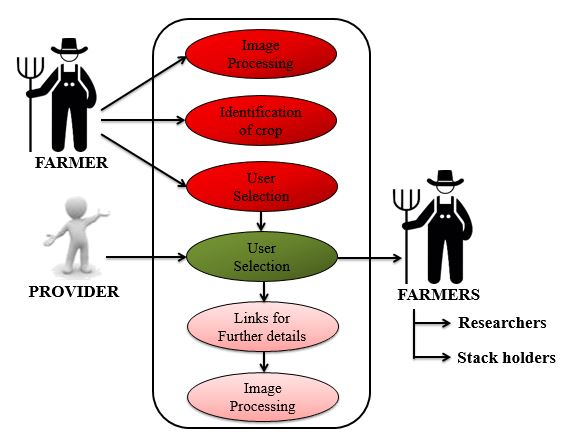 Image
Processing
Identification
of crop
FARMER
User
Selection
User
Selection
PROVIDER
FARMERS
Links for
Further details
Researchers
Stack holders
Image
Processing